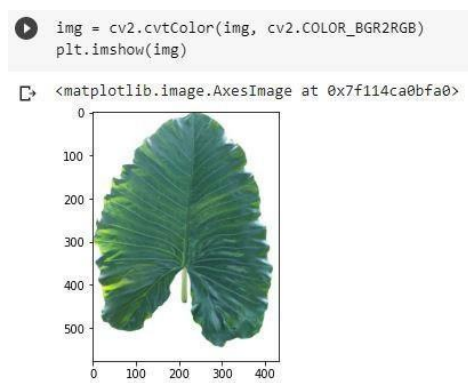 img = cv2.cvtColor(img, cv2.COLOR_BGR2RGB)
plt.imshow(img)
<matplotlib.image.AxesImage at 0x7f114ca0bfa0>
0
100
200
300
400
500
0 100 200 300 400